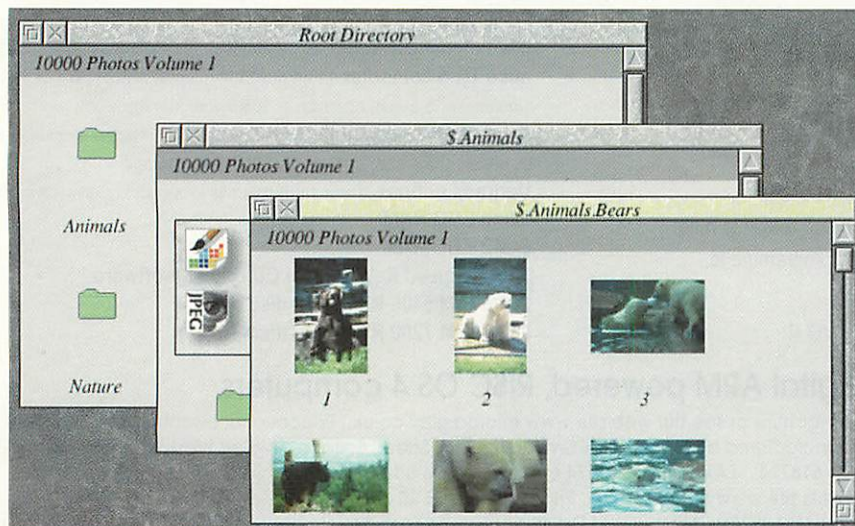 Root Directory
10000 Photos Volume 1
Animals
Nature
$.Animals
10000 Photos Volume 1
JPEG
$.Animals.Bears
10000 Photos Volume 1
1
2
3